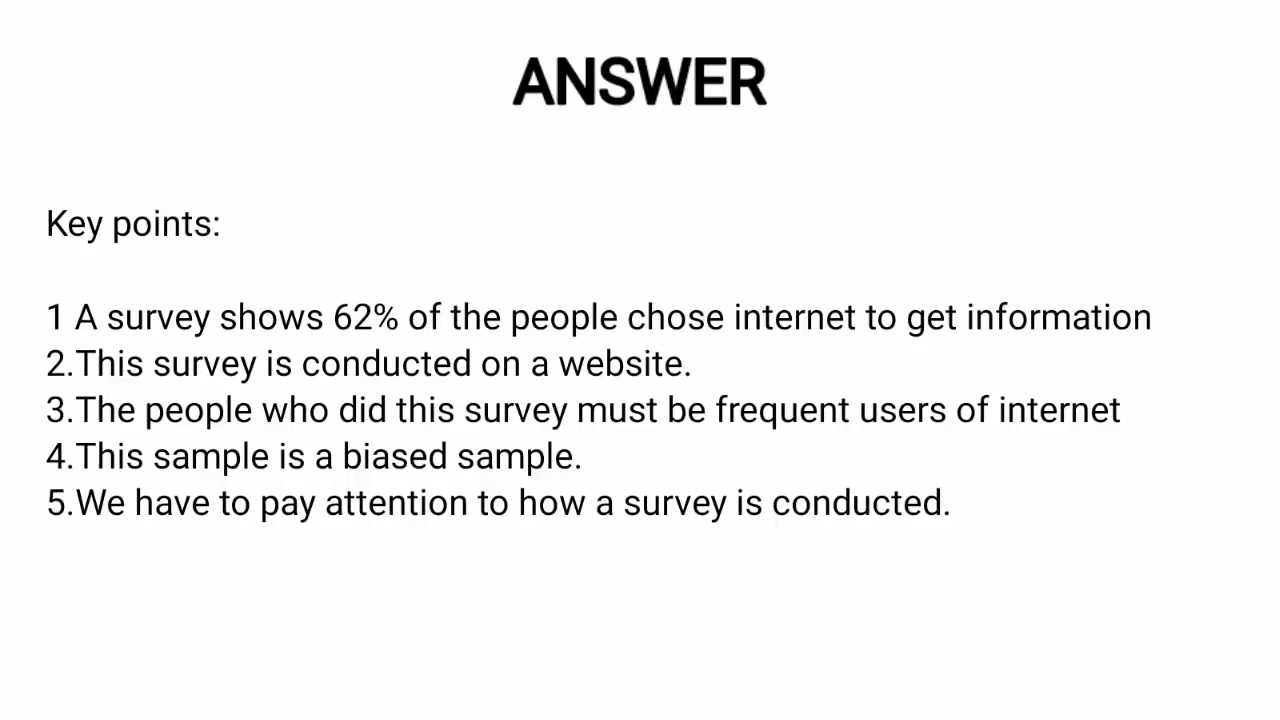 ANSWER
Key points:
1 A survey shows 62% of the people chose internet to get information
2.This survey is conducted on a website.
3.The people who did this survey must be frequent users of internet
4.This sample is a biased sample.
5.We have to pay attention to how a survey is conducted.